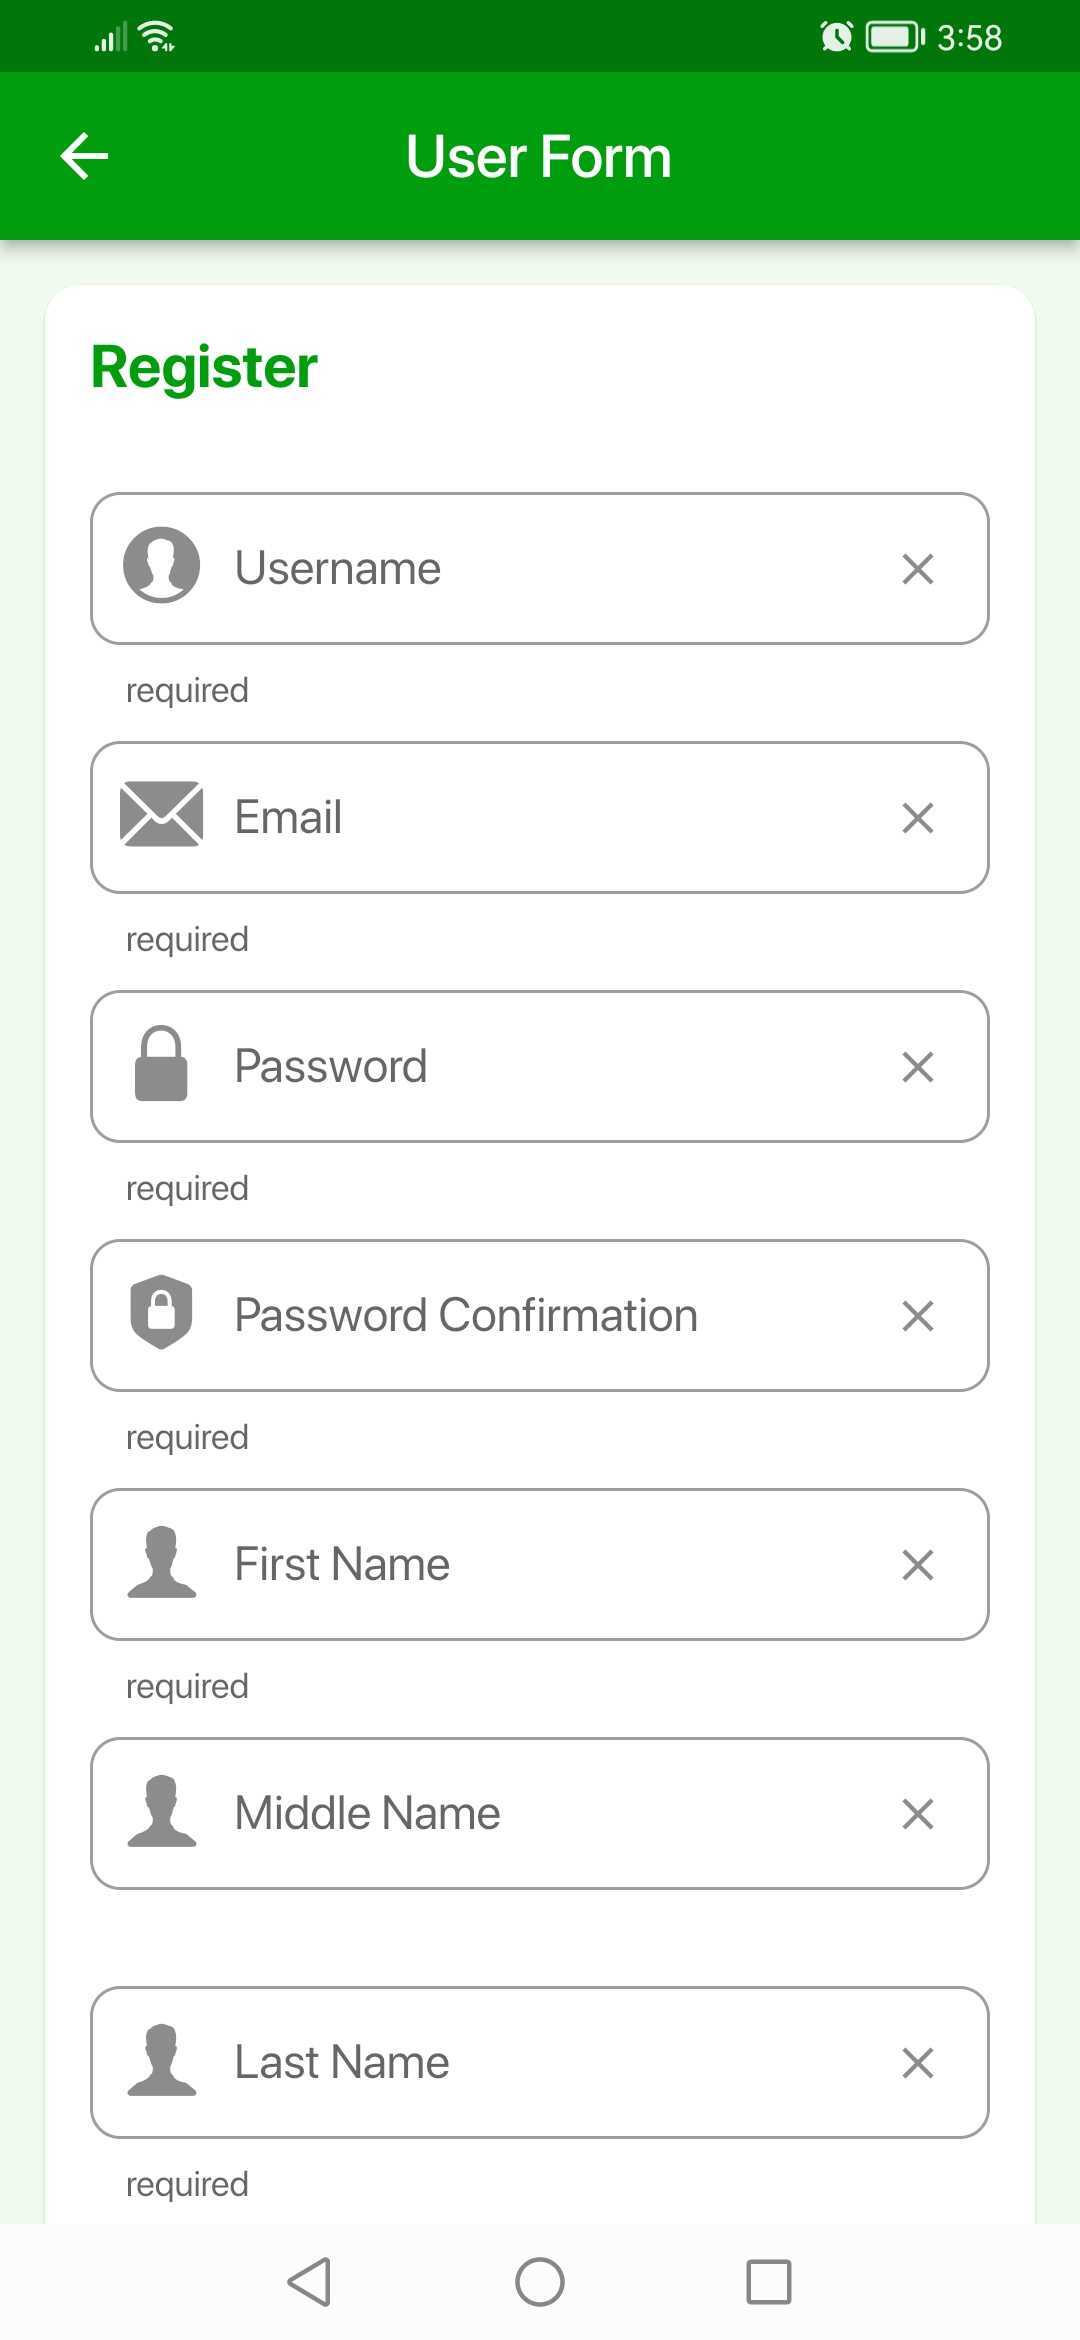 3:58
User Form
Register
Username
required
Email
required
Password
required
Password Confirmation
required
First Name
required
Middle Name
Last Name
required